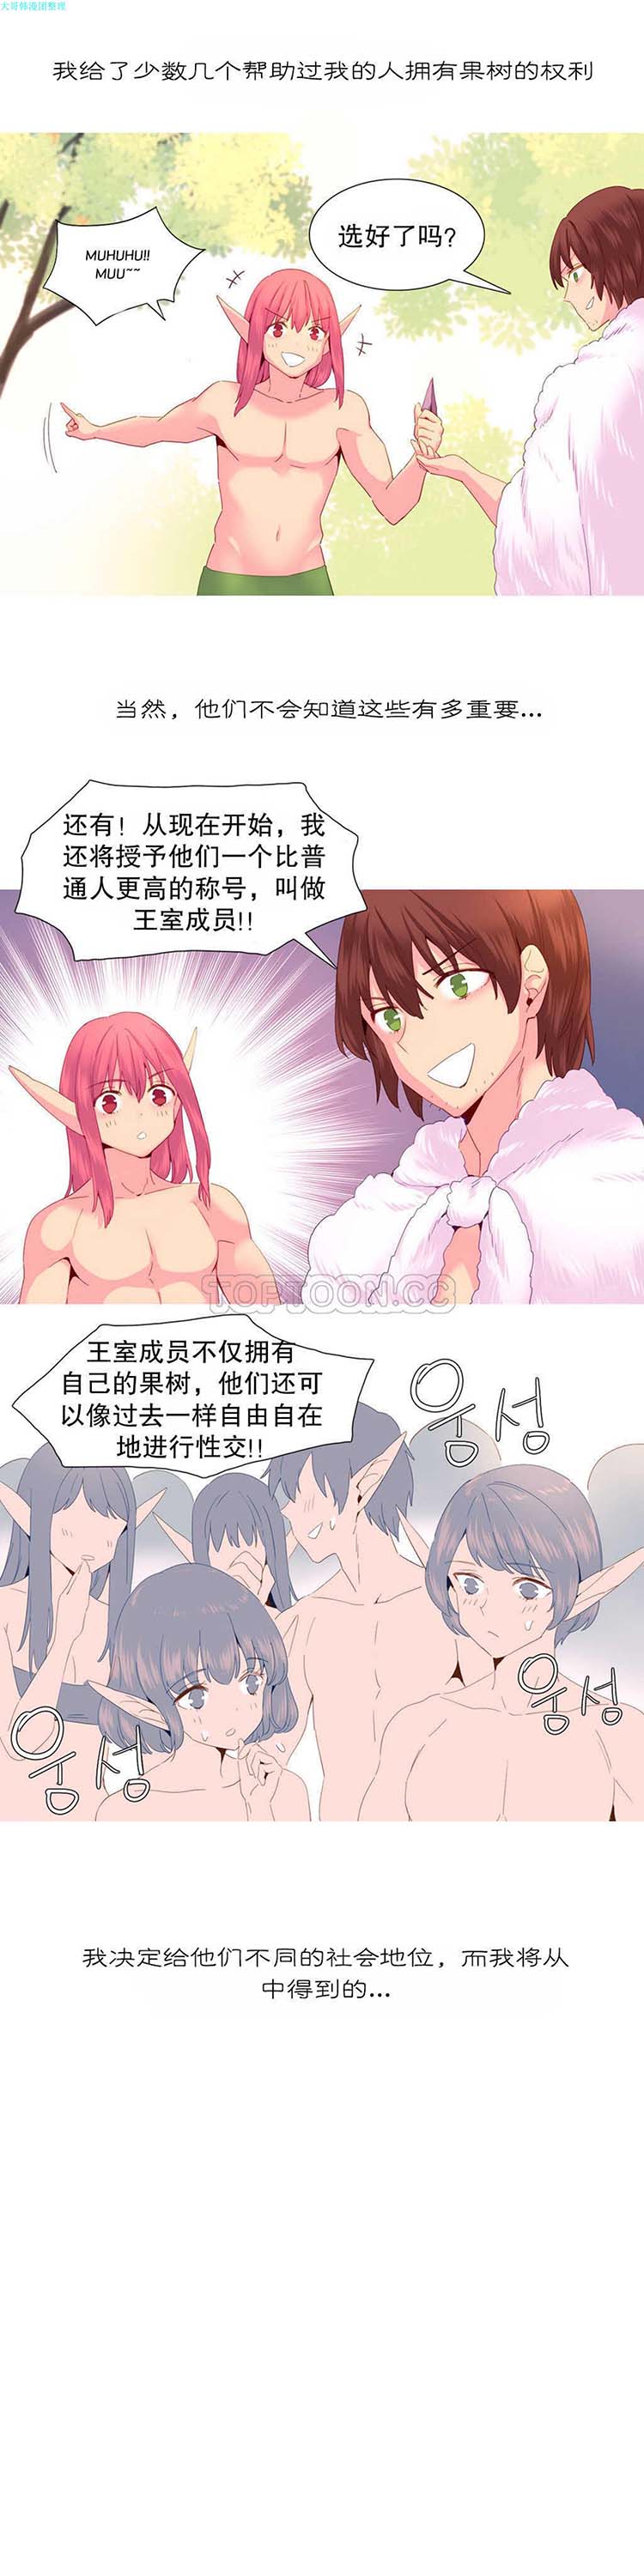 大哥韩漫团整理
我给了少数几个帮助过我的人拥有果树的权利
MUHUHU!!
MUU~~
选好了吗?
当然，他们不会知道这些有多重要...
还有！从现在开始，我
还将授予他们一个比普
通人更高的称号，叫做
王室成员!!
TOPTOON.CC
王室成员不仅拥有
自己的果树，他们还可
以像过去一样自由自在
地进行性交!!
웅성
웅성
웅성
我决定给他们不同的社会地位，而我将从
中得到的...